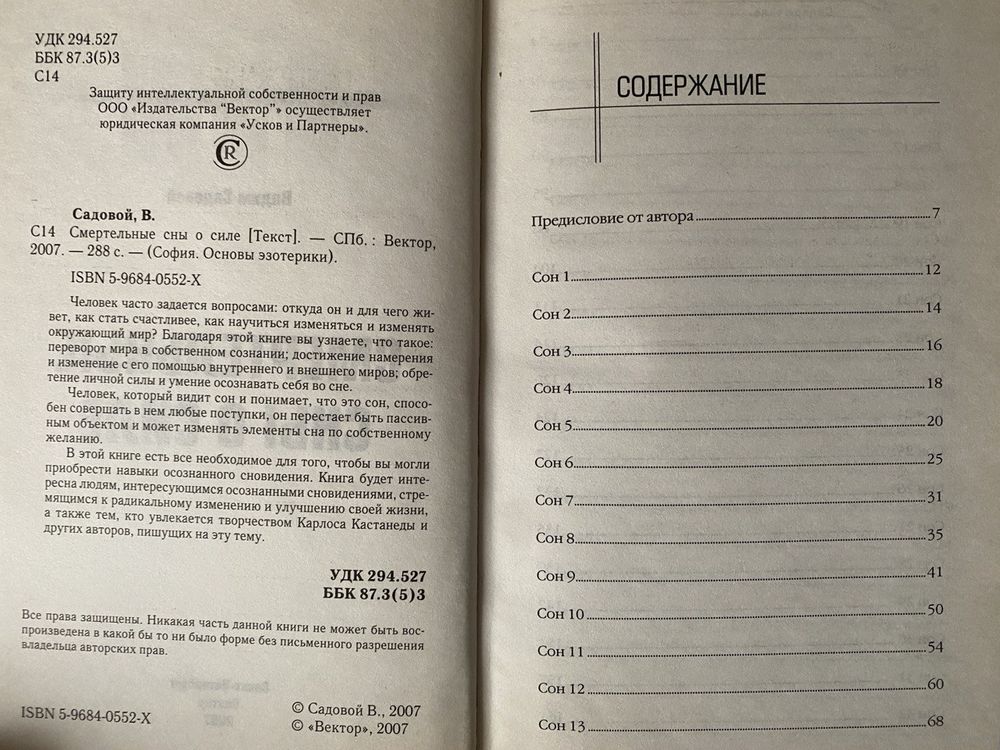 УДК 294.527
ББК 87.3(5)3
С14
Защиту интеллектуальной собственности и прав
ООО «Издательства "Вектор"» осуществляет
юридическая компания «Усков и Партнеры».
CR
Садовой, В.
С14 Смертельные сны о силе [Текст]. — СПб. : Вектор,
2007. — 288 с. — (София. Основы эзотерики).
ISBN 5-9684-0552-X
Человек часто задается вопросами: откуда он и для чего жи-
вет, как стать счастливее, как научиться изменяться и изменять
окружающий мир? Благодаря этой книге вы узнаете, что такое:
переворот мира в собственном сознании; достижение намерения
и изменение с его помощью внутреннего и внешнего миров; обре-
тение личной силы и умение осознавать себя во сне.
Человек, который видит сон и понимает, что это сон, спосо-
бен совершать в нем любые поступки, он перестает быть пассив-
ным объектом и может изменять элементы сна по собственному
желанию.
В этой книге есть все необходимое для того, чтобы вы могли
приобрести навыки осознанного сновидения. Книга будет инте-
ресна людям, интересующимся осознанными сновидениями, стре-
мящимся к радикальному изменению и улучшению своей жизни,
а также тем, кто увлекается творчеством Карлоса Кастанеды и
других авторов, пишущих на эту тему.
УДК 294.527
ББК 87.3(5)3
Все права защищены. Никакая часть данной книги не может быть вос-
произведена в какой бы то ни было форме без письменного разрешения
владельца авторских прав.
ISBN 5-9684-0552-X
© Садовой В., 2007
© «Вектор», 2007
СОДЕРЖАНИЕ
Предисловие от автора 7
Сон 1 12
Сон 2 14
Сон 3 16
Сон 4 18
Сон 5 20
Сон 6 25
Сон 7 31
Сон 8 35
Сон 9 41
Сон 10 50
Сон 11 54
Сон 12 60
Сон 13 68